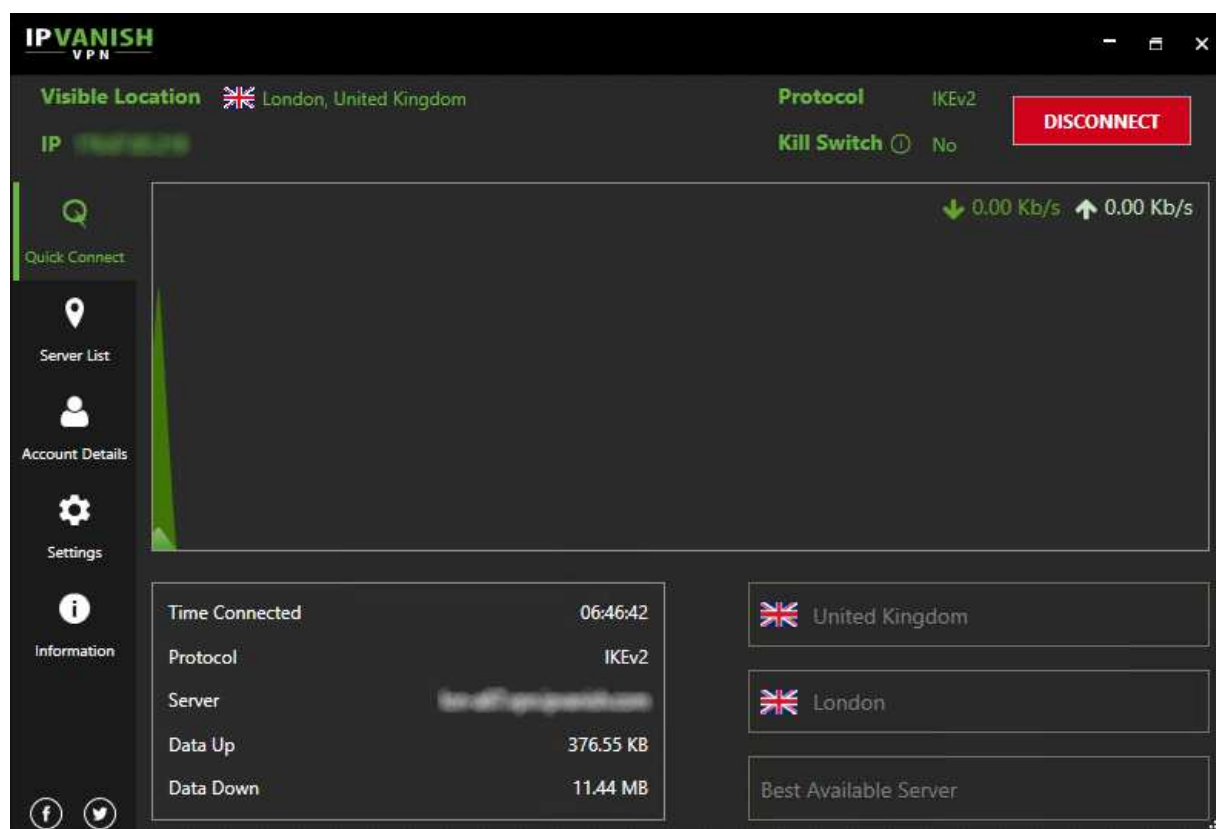 IPVANISH
VPN
Visible Location London, United Kingdom
Protocol IKEv2
DISCONNECT
IP
Kill Switch No
Quick Connect
0.00 Kb/s 0.00 Kb/s
Server List
Account Details
Settings
Information
Time Connected 06:46:42
Protocol IKEv2
Server
Data Up 376.55 KB
Data Down 11.44 MB
United Kingdom
London
Best Available Server